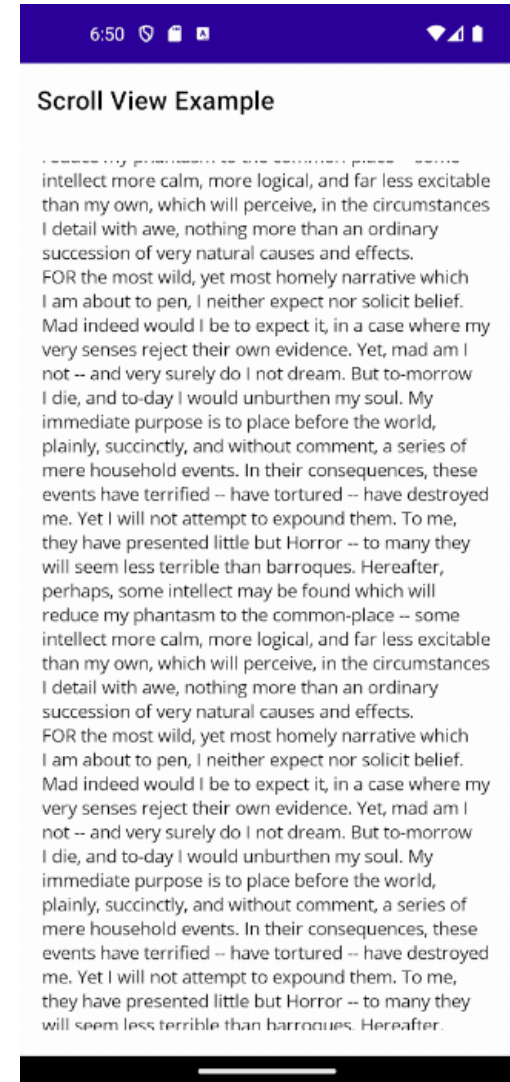 6:50
Scroll View Example
reduce my phantasm to the common-place -- some
intellect more calm, more logical, and far less excitable
than my own, which will perceive, in the circumstances
I detail with awe, nothing more than an ordinary
succession of very natural causes and effects.
FOR the most wild, yet most homely narrative which
I am about to pen, I neither expect nor solicit belief.
Mad indeed would I be to expect it, in a case where my
very senses reject their own evidence. Yet, mad am I
not -- and very surely do I not dream. But to-morrow
I die, and to-day I would unburthen my soul. My
immediate purpose is to place before the world,
plainly, succinctly, and without comment, a series of
mere household events. In their consequences, these
events have terrified -- have tortured -- have destroyed
me. Yet I will not attempt to expound them. To me,
they have presented little but Horror -- to many they
will seem less terrible than barroques. Hereafter,
perhaps, some intellect may be found which will
reduce my phantasm to the common-place -- some
intellect more calm, more logical, and far less excitable
than my own, which will perceive, in the circumstances
I detail with awe, nothing more than an ordinary
succession of very natural causes and effects.
FOR the most wild, yet most homely narrative which
I am about to pen, I neither expect nor solicit belief.
Mad indeed would I be to expect it, in a case where my
very senses reject their own evidence. Yet, mad am I
not -- and very surely do I not dream. But to-morrow
I die, and to-day I would unburthen my soul. My
immediate purpose is to place before the world,
plainly, succinctly, and without comment, a series of
mere household events. In their consequences, these
events have terrified -- have tortured -- have destroyed
me. Yet I will not attempt to expound them. To me,
they have presented little but Horror -- to many they
will seem less terrible than barroques. Hereafter,